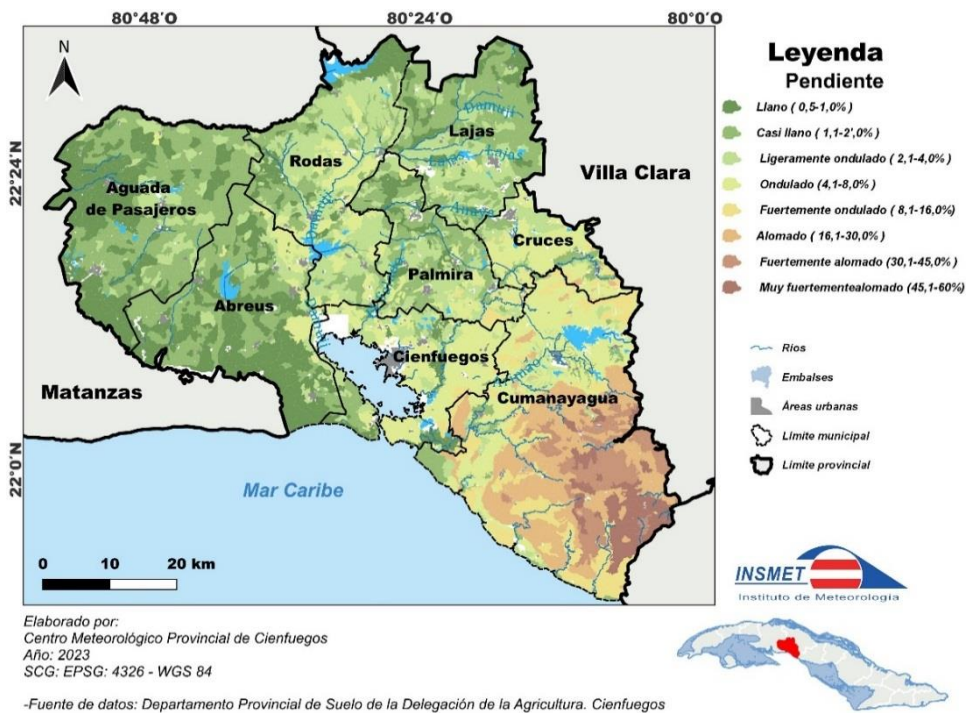 80°48'O
80°24'O
80°0'O
N
22°24'N
22°0'N
Lajas
Damují
Lajas
Lajas
Rodas
Aguada
de Pasajeros
Villa Clara
Anaya
Cruces
Damují
Palmira
Abreus
Damují
Cienfuegos
Matanzas
Cumanayagua
Mar Caribe
0
10
20 km
Leyenda
Pendiente
Llano ( 0,5-1,0%)
Casi llano ( 1,1-2',0%)
Ligeramente ondulado ( 2,1-4,0%)
Ondulado (4,1-8,0%)
Fuertemente ondulado ( 8,1-16,0%)
Alomado ( 16,1-30,0%)
Fuertemente alomado (30,1-45,0%)
Muy fuertementealomado (45,1-60%)
Ríos
Embalses
Áreas urbanas
Límite municipal
Límite provincial
INSMET
Instituto de Meteorología
Elaborado por:
Centro Meteorológico Provincial de Cienfuegos
Año: 2023
SCG: EPSG: 4326 - WGS 84
-Fuente de datos: Departamento Provincial de Suelo de la Delegación de la Agricultura. Cienfuegos